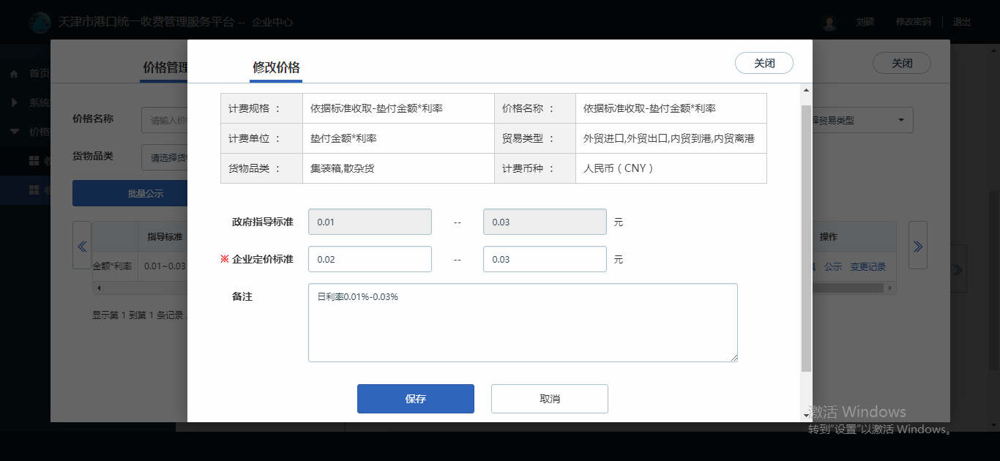 天津市港口统一收费管理服务平台 -- 企业中心
刘硕 修改密码 退出
价格管理
修改价格
关闭
关闭
首页
系统
价格
价格名称
货物品类
请选择货
批量公示
计费规格 ： 依据标准收取-垫付金额*利率 价格名称 ： 依据标准收取-垫付金额*利率
计费单位 ： 垫付金额*利率 贸易类型 ： 外贸进口,外贸出口,内贸到港,内贸离港
货物品类 ： 集装箱,散杂货 计费币种 ： 人民币（CNY）
贸易类型
指导标准
操作
金额*利率 0.01~0.03
公示 变更记录
显示第 1 到第 1 条记录
政府指导标准 0.01 -- 0.03 元
※ 企业定价标准 0.02 -- 0.03 元
备注 日利率0.01%-0.03%
保存 取消
激活 Windows
转到"设置"以激活 Windows。